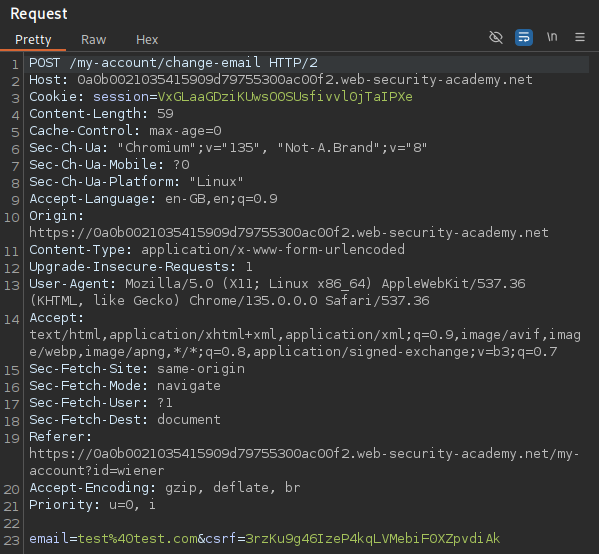 Request
Pretty Raw Hex
\n
1 POST /my-account/change-email HTTP/2
2 Host: 0a0b0021035415909d79755300ac00f2.web-security-academy.net
3 Cookie: session=VxGLaaGDziKUwsO0SUsfivvl0jTaIPXe
4 Content-Length: 59
5 Cache-Control: max-age=0
6 Sec-Ch-Ua: "Chromium";v="135", "Not-A.Brand";v="8"
7 Sec-Ch-Ua-Mobile: ?0
8 Sec-Ch-Ua-Platform: "Linux"
9 Accept-Language: en-GB,en;q=0.9
10 Origin:
https://0a0b0021035415909d79755300ac00f2.web-security-academy.net
11 Content-Type: application/x-www-form-urlencoded
12 Upgrade-Insecure-Requests: 1
13 User-Agent: Mozilla/5.0 (X11; Linux x86_64) AppleWebKit/537.36
(KHTML, like Gecko) Chrome/135.0.0.0 Safari/537.36
14 Accept:
text/html,application/xhtml+xml,application/xml;q=0.9,image/avif,imag
e/webp,image/apng,*/*;q=0.8,application/signed-exchange;v=b3;q=0.7
15 Sec-Fetch-Site: same-origin
16 Sec-Fetch-Mode: navigate
17 Sec-Fetch-User: ?1
18 Sec-Fetch-Dest: document
19 Referer:
https://0a0b0021035415909d79755300ac00f2.web-security-academy.net/my-
account?id=wiener
20 Accept-Encoding: gzip, deflate, br
21 Priority: u=0, i
22
23 email=test%40test.com&csrf=3rzKu9g46IzeP4kqLVMebiFOXZpvdiAk